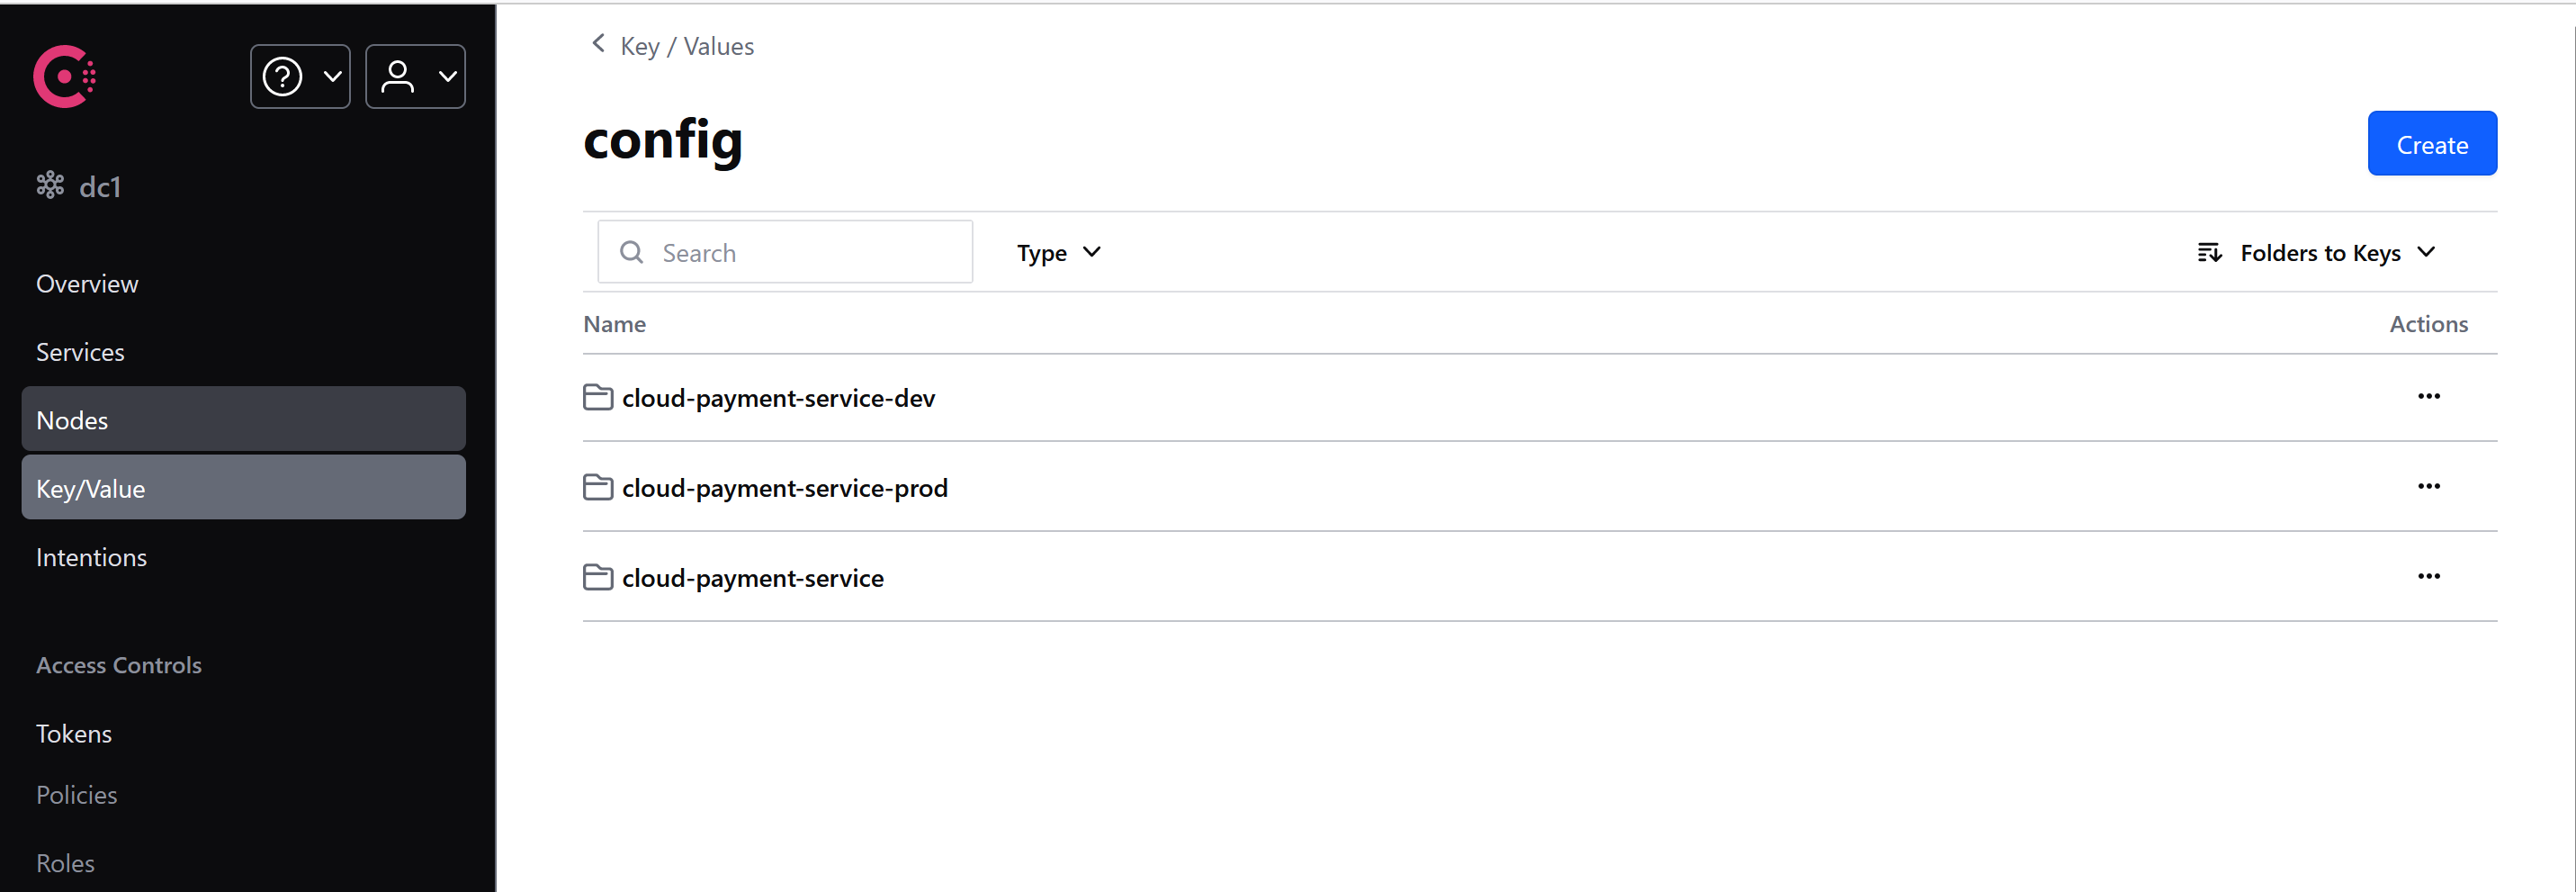 dc1
Overview
Services
Nodes
Key/Value
Intentions
Access Controls
Tokens
Policies
Roles
Key / Values
config
Create
Search
Type
Folders to Keys
Name
Actions
cloud-payment-service-dev
cloud-payment-service-prod
cloud-payment-service